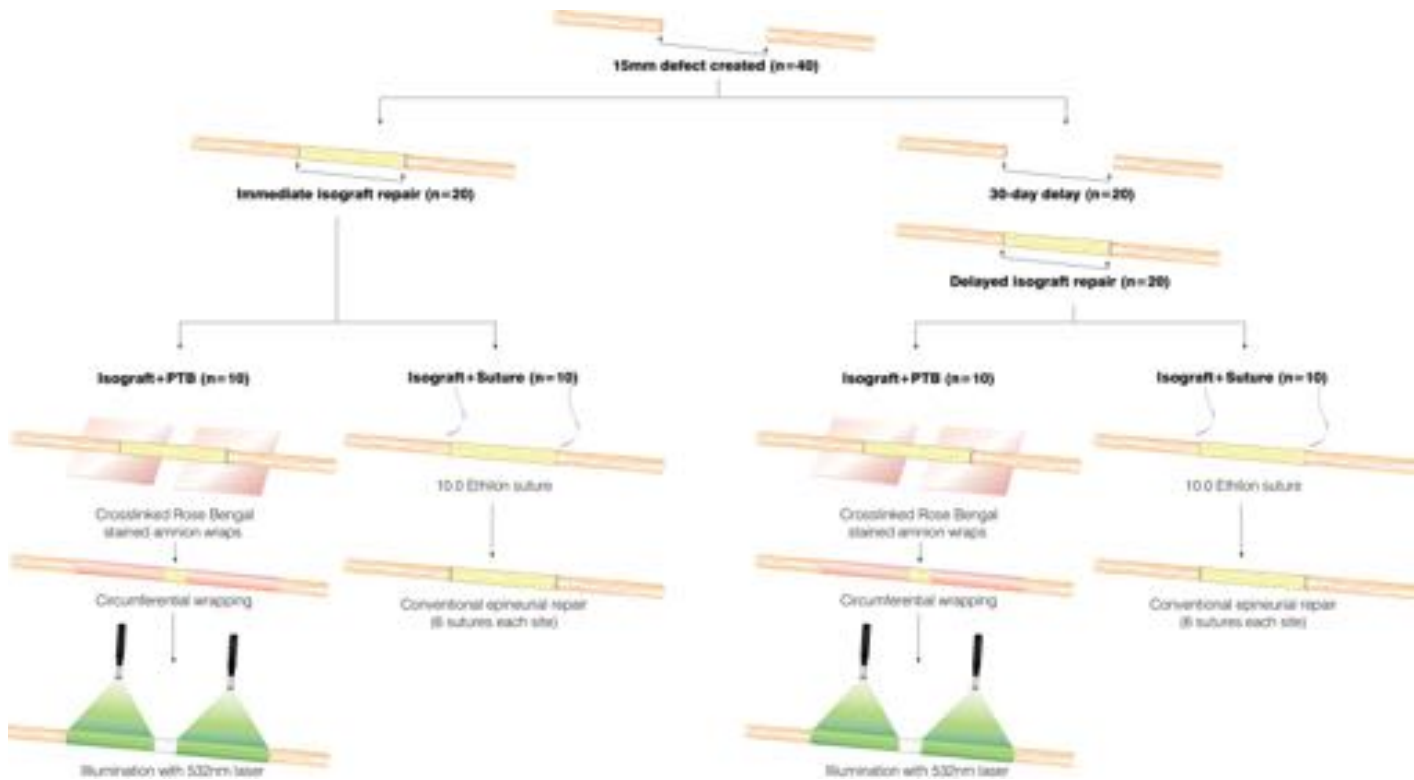 15mm defect created (n=40)
Immediate isograft repair (n=20)
30-day delay (n=20)
Delayed isograft repair (n=20)
Isograft+PTB (n=10)
Isograft+Suture (n=10)
Isograft+PTB (n=10)
Isograft+Suture (n=10)
10.0 Ethilon suture
10.0 Ethilon suture
Crosslinked Rose Bengal
stained amnion wraps
Crosslinked Rose Bengal
stained amnion wraps
Circumferential wrapping
Conventional epineurial repair
(6 sutures each site)
Circumferential wrapping
Conventional epineurial repair
(6 sutures each site)
Illumination with 532nm laser
Illumination with 532nm laser